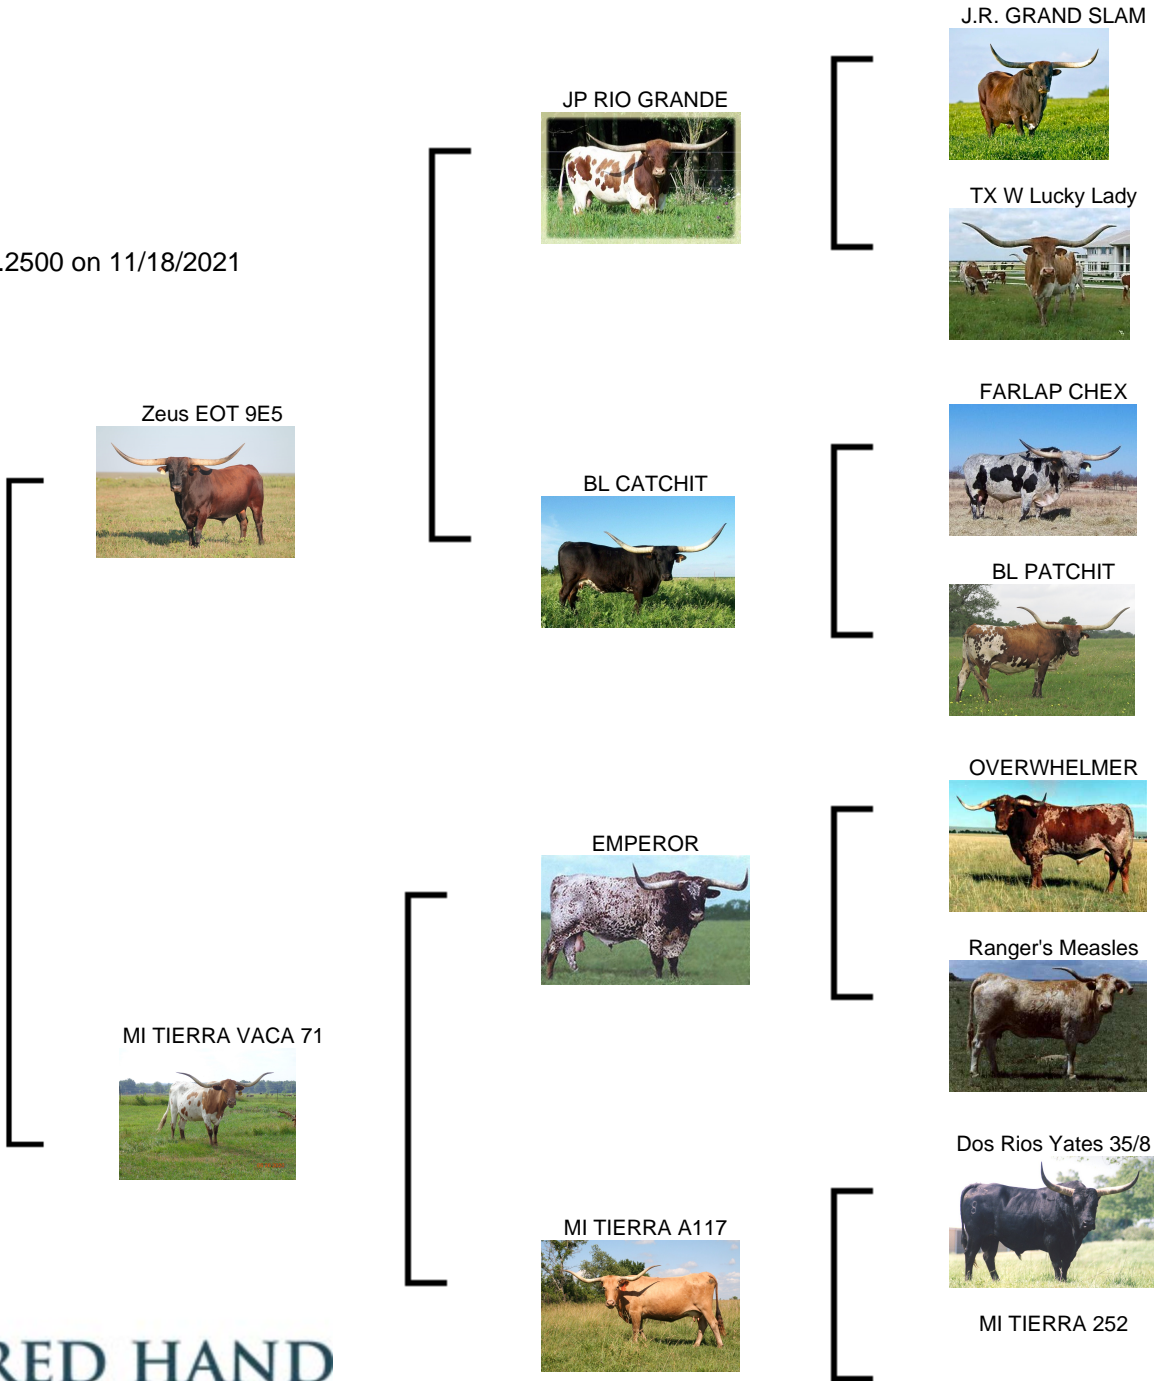 J.R. GRAND SLAM
JP RIO GRANDE
TX W Lucky Lady
.2500 on 11/18/2021
FARLAP CHEX
Zeus EOT 9E5
BL CATCHIT
BL PATCHIT
OVERWHELMER
EMPEROR
Ranger's Measles
MI TIERRA VACA 71
Dos Rios Yates 35/8
MI TIERRA A117
MI TIERRA 252
RED HAND